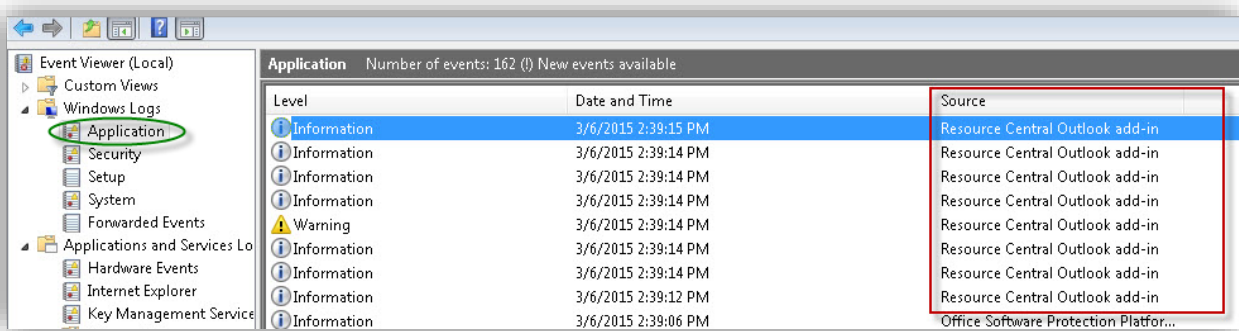 Event Viewer (Local)
Custom Views
Windows Logs
Application
Security
Setup
System
Forwarded Events
Applications and Services Lo
Hardware Events
Internet Explorer
Key Management Service
Application Number of events: 162 (!) New events available
Level Date and Time Source
Information 3/6/2015 2:39:15 PM Resource Central Outlook add-in
Information 3/6/2015 2:39:14 PM Resource Central Outlook add-in
Information 3/6/2015 2:39:14 PM Resource Central Outlook add-in
Information 3/6/2015 2:39:14 PM Resource Central Outlook add-in
Warning 3/6/2015 2:39:14 PM Resource Central Outlook add-in
Information 3/6/2015 2:39:14 PM Resource Central Outlook add-in
Information 3/6/2015 2:39:14 PM Resource Central Outlook add-in
Information 3/6/2015 2:39:12 PM Resource Central Outlook add-in
Information 3/6/2015 2:39:06 PM Office Software Protection Platfor...